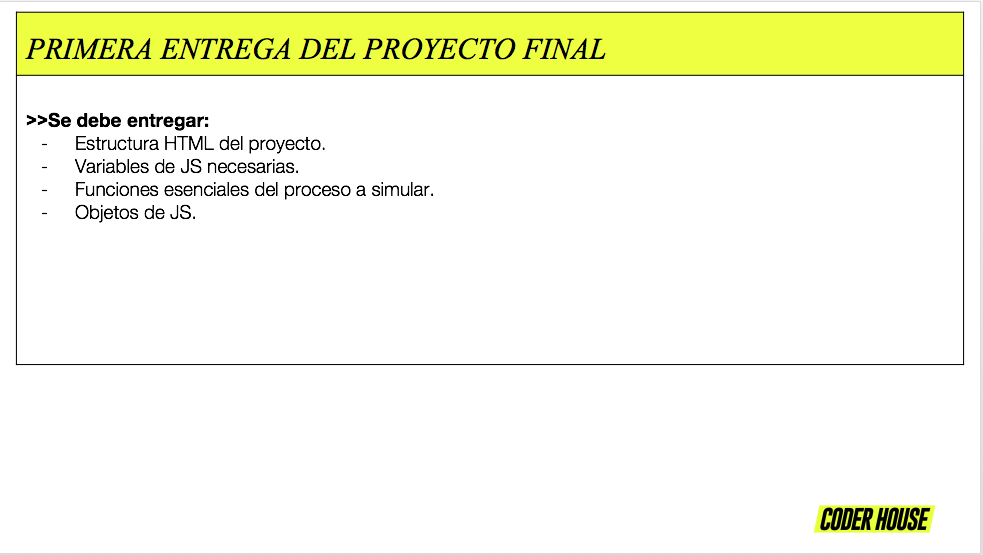 PRIMERA ENTREGA DEL PROYECTO FINAL
>>Se debe entregar:
- Estructura HTML del proyecto.
- Variables de JS necesarias.
- Funciones esenciales del proceso a simular.
- Objetos de JS.
CODER HOUSE